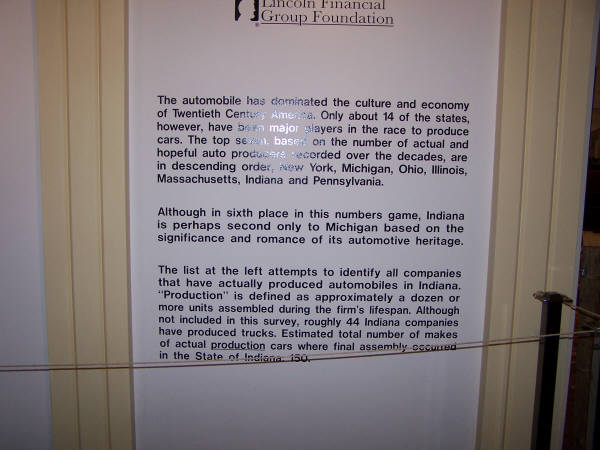 Lincoln Financial
Group Foundation
The automobile has dominated the culture and economy
of Twentieth Century America. Only about 14 of the states,
however, have been major players in the race to produce
cars. The top seven, based on the number of actual and
hopeful auto producers recorded over the decades, are
in descending order, New York, Michigan, Ohio, Illinois,
Massachusetts, Indiana and Pennsylvania.
Although in sixth place in this numbers game, Indiana
is perhaps second only to Michigan based on the
significance and romance of its automotive heritage.
The list at the left attempts to identify all companies
that have actually produced automobiles in Indiana.
"Production" is defined as approximately a dozen or
more units assembled during the firm's lifespan. Although
not included in this survey, roughly 44 Indiana companies
have produced trucks. Estimated total number of makes
of actual production cars where final assembly occurred
in the State of Indiana: 150.